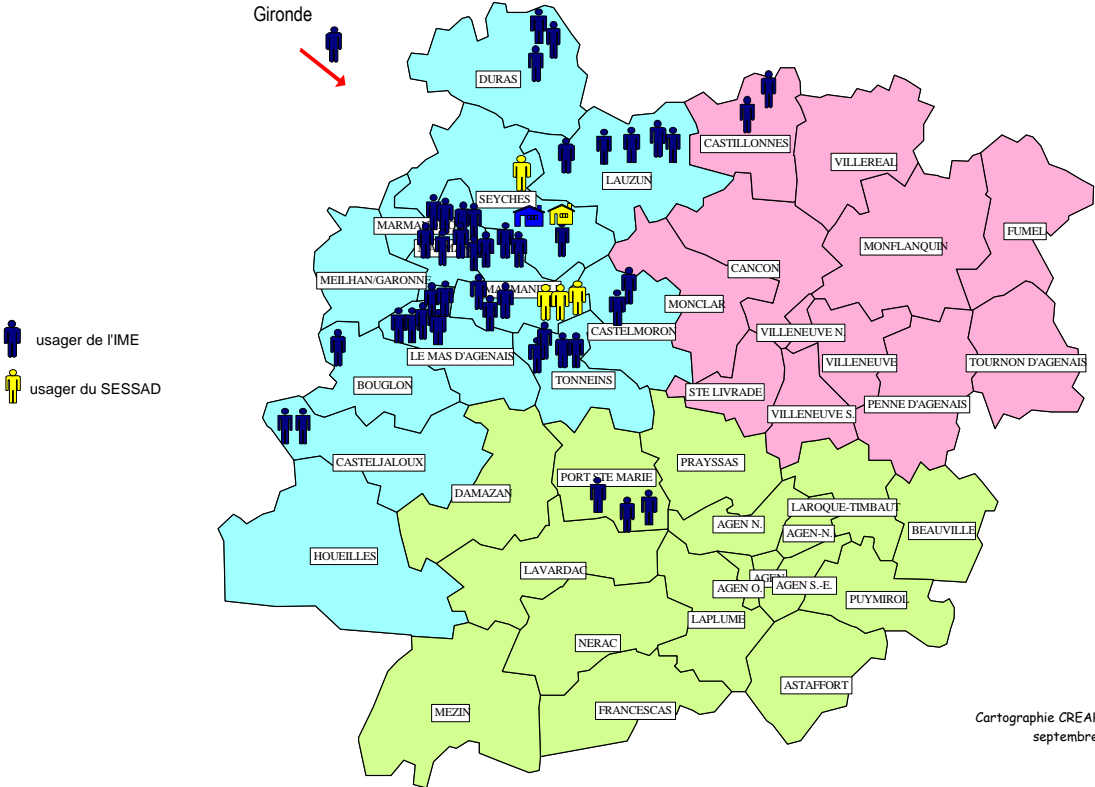 Gironde
DURAS
CASTILLONNES
VILLEREAL
LAUZUN
SEYCHES
FUMEL
MONFLANQUIN
MEILHAN/GARONNE
CANCON
MONCLAR
CASTELMORON
VILLENEUVE N
usager de l'IME
LE MAS D'AGENAIS
VILLENEUVE
TOURNON D'AGENAIS
BOUGLON
TONNEINS
usager du SESSAD
STE LIVRADE
PENNE D'AGENAIS
VILLENEUVE S.
CASTELJALOUX
PRAYSSAS
PORT STE MARIE
DAMAZAN
LAROQUE-TIMBAUT
AGEN N.
AGEN-N.
BEAUVILLE
HOUEILLES
LAVARDAC
AGEN
AGEN O.
AGEN S.-E.
PUYMIROL
LAPLUME
NERAC
ASTAFFORT
MEZIN
FRANCESCAS
Cartographie
septembre